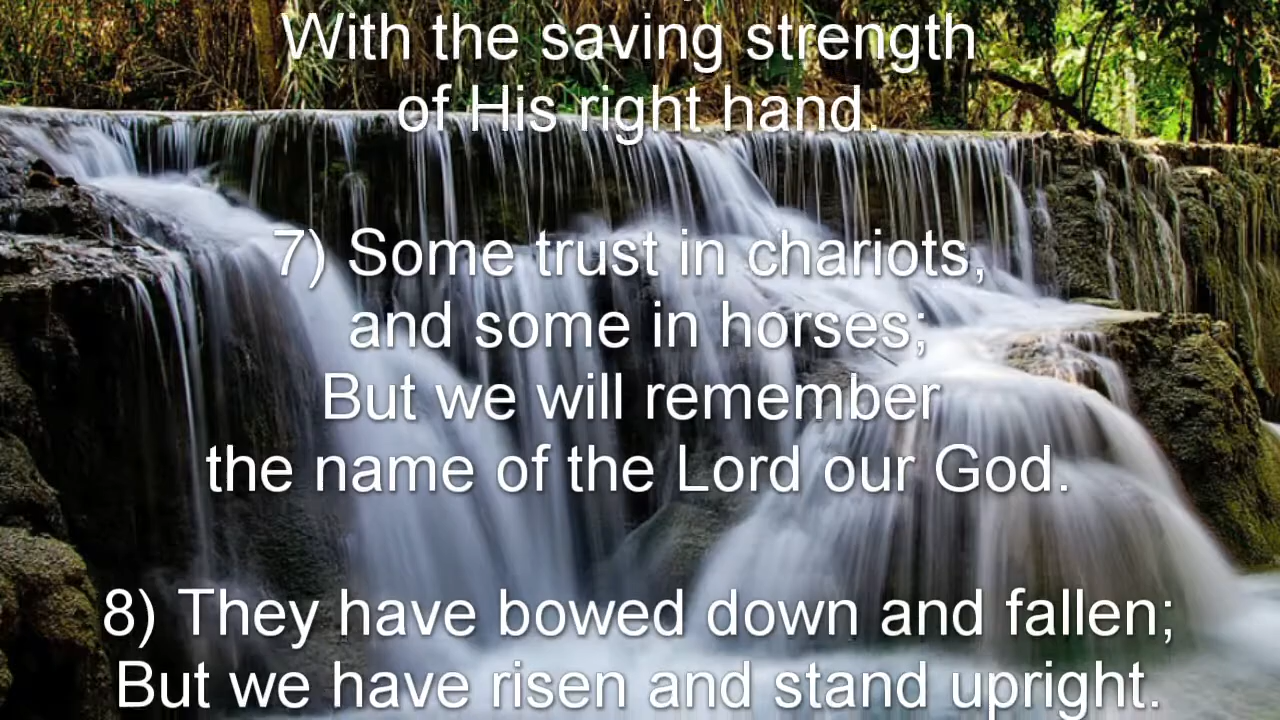 With the saving strength
of His right hand.
7) Some trust in chariots,
and some in horses;
But we will remember
the name of the Lord our God.
8) They have bowed down and fallen;
But we have risen and stand upright.